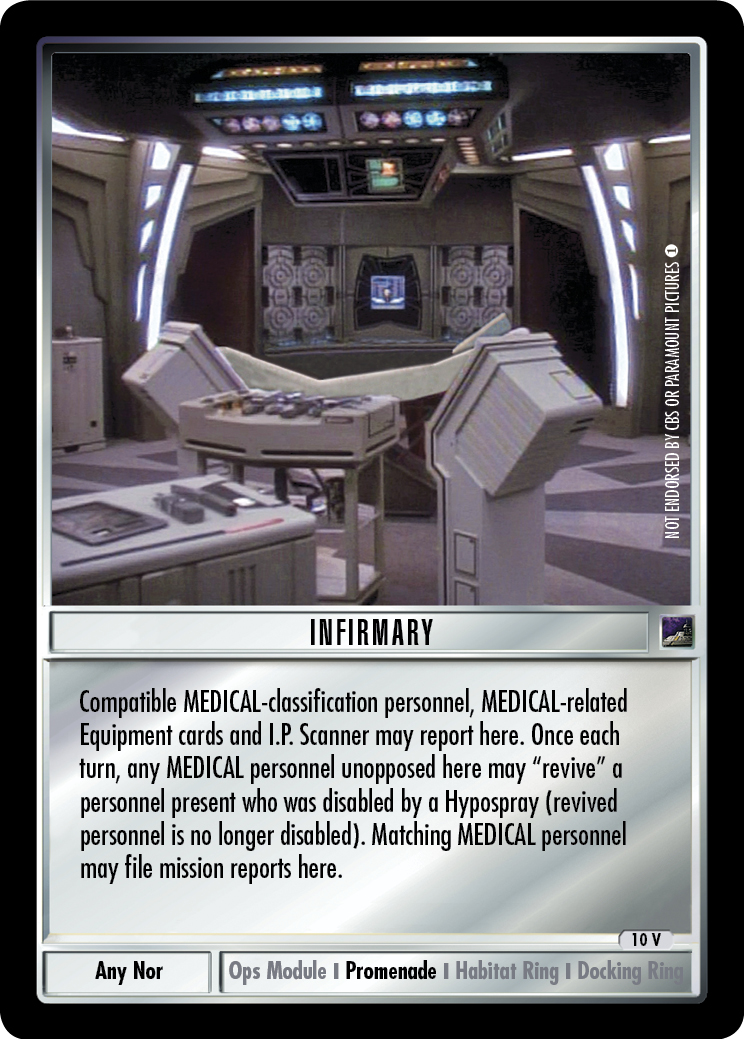 NOT ENDORSED BY CBS OR PARAMOUNT PICTURES 1
INFIRMARY
Compatible MEDICAL-classification personnel, MEDICAL-related
Equipment cards and I.P. Scanner may report here. Once each
turn, any MEDICAL personnel unopposed here may “revive” a
personnel present who was disabled by a Hypospray (revived
personnel is no longer disabled). Matching MEDICAL personnel
may file mission reports here.
10 V
Any Nor
Ops Module I Promenade I Habitat Ring I Docking Ring